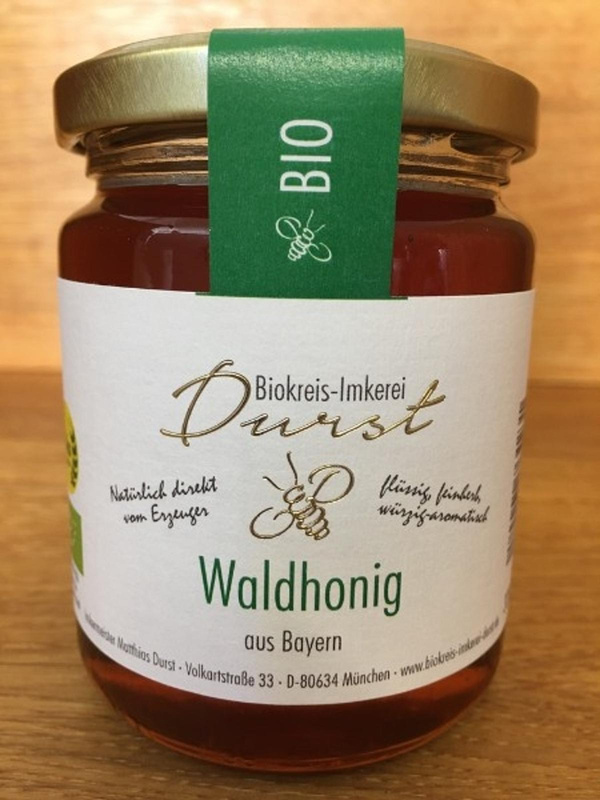 BIO
Biokreis-Imkerei
Durst
Natürlich direkt
vom Erzeuger
flüssig, feinherb,
würzig-aromatisch
Waldhonig
aus Bayern
Imkermeister Matthias Durst · Volkartstraße 33 · D-80634 München · www.biokreis-imkerei-durst.de